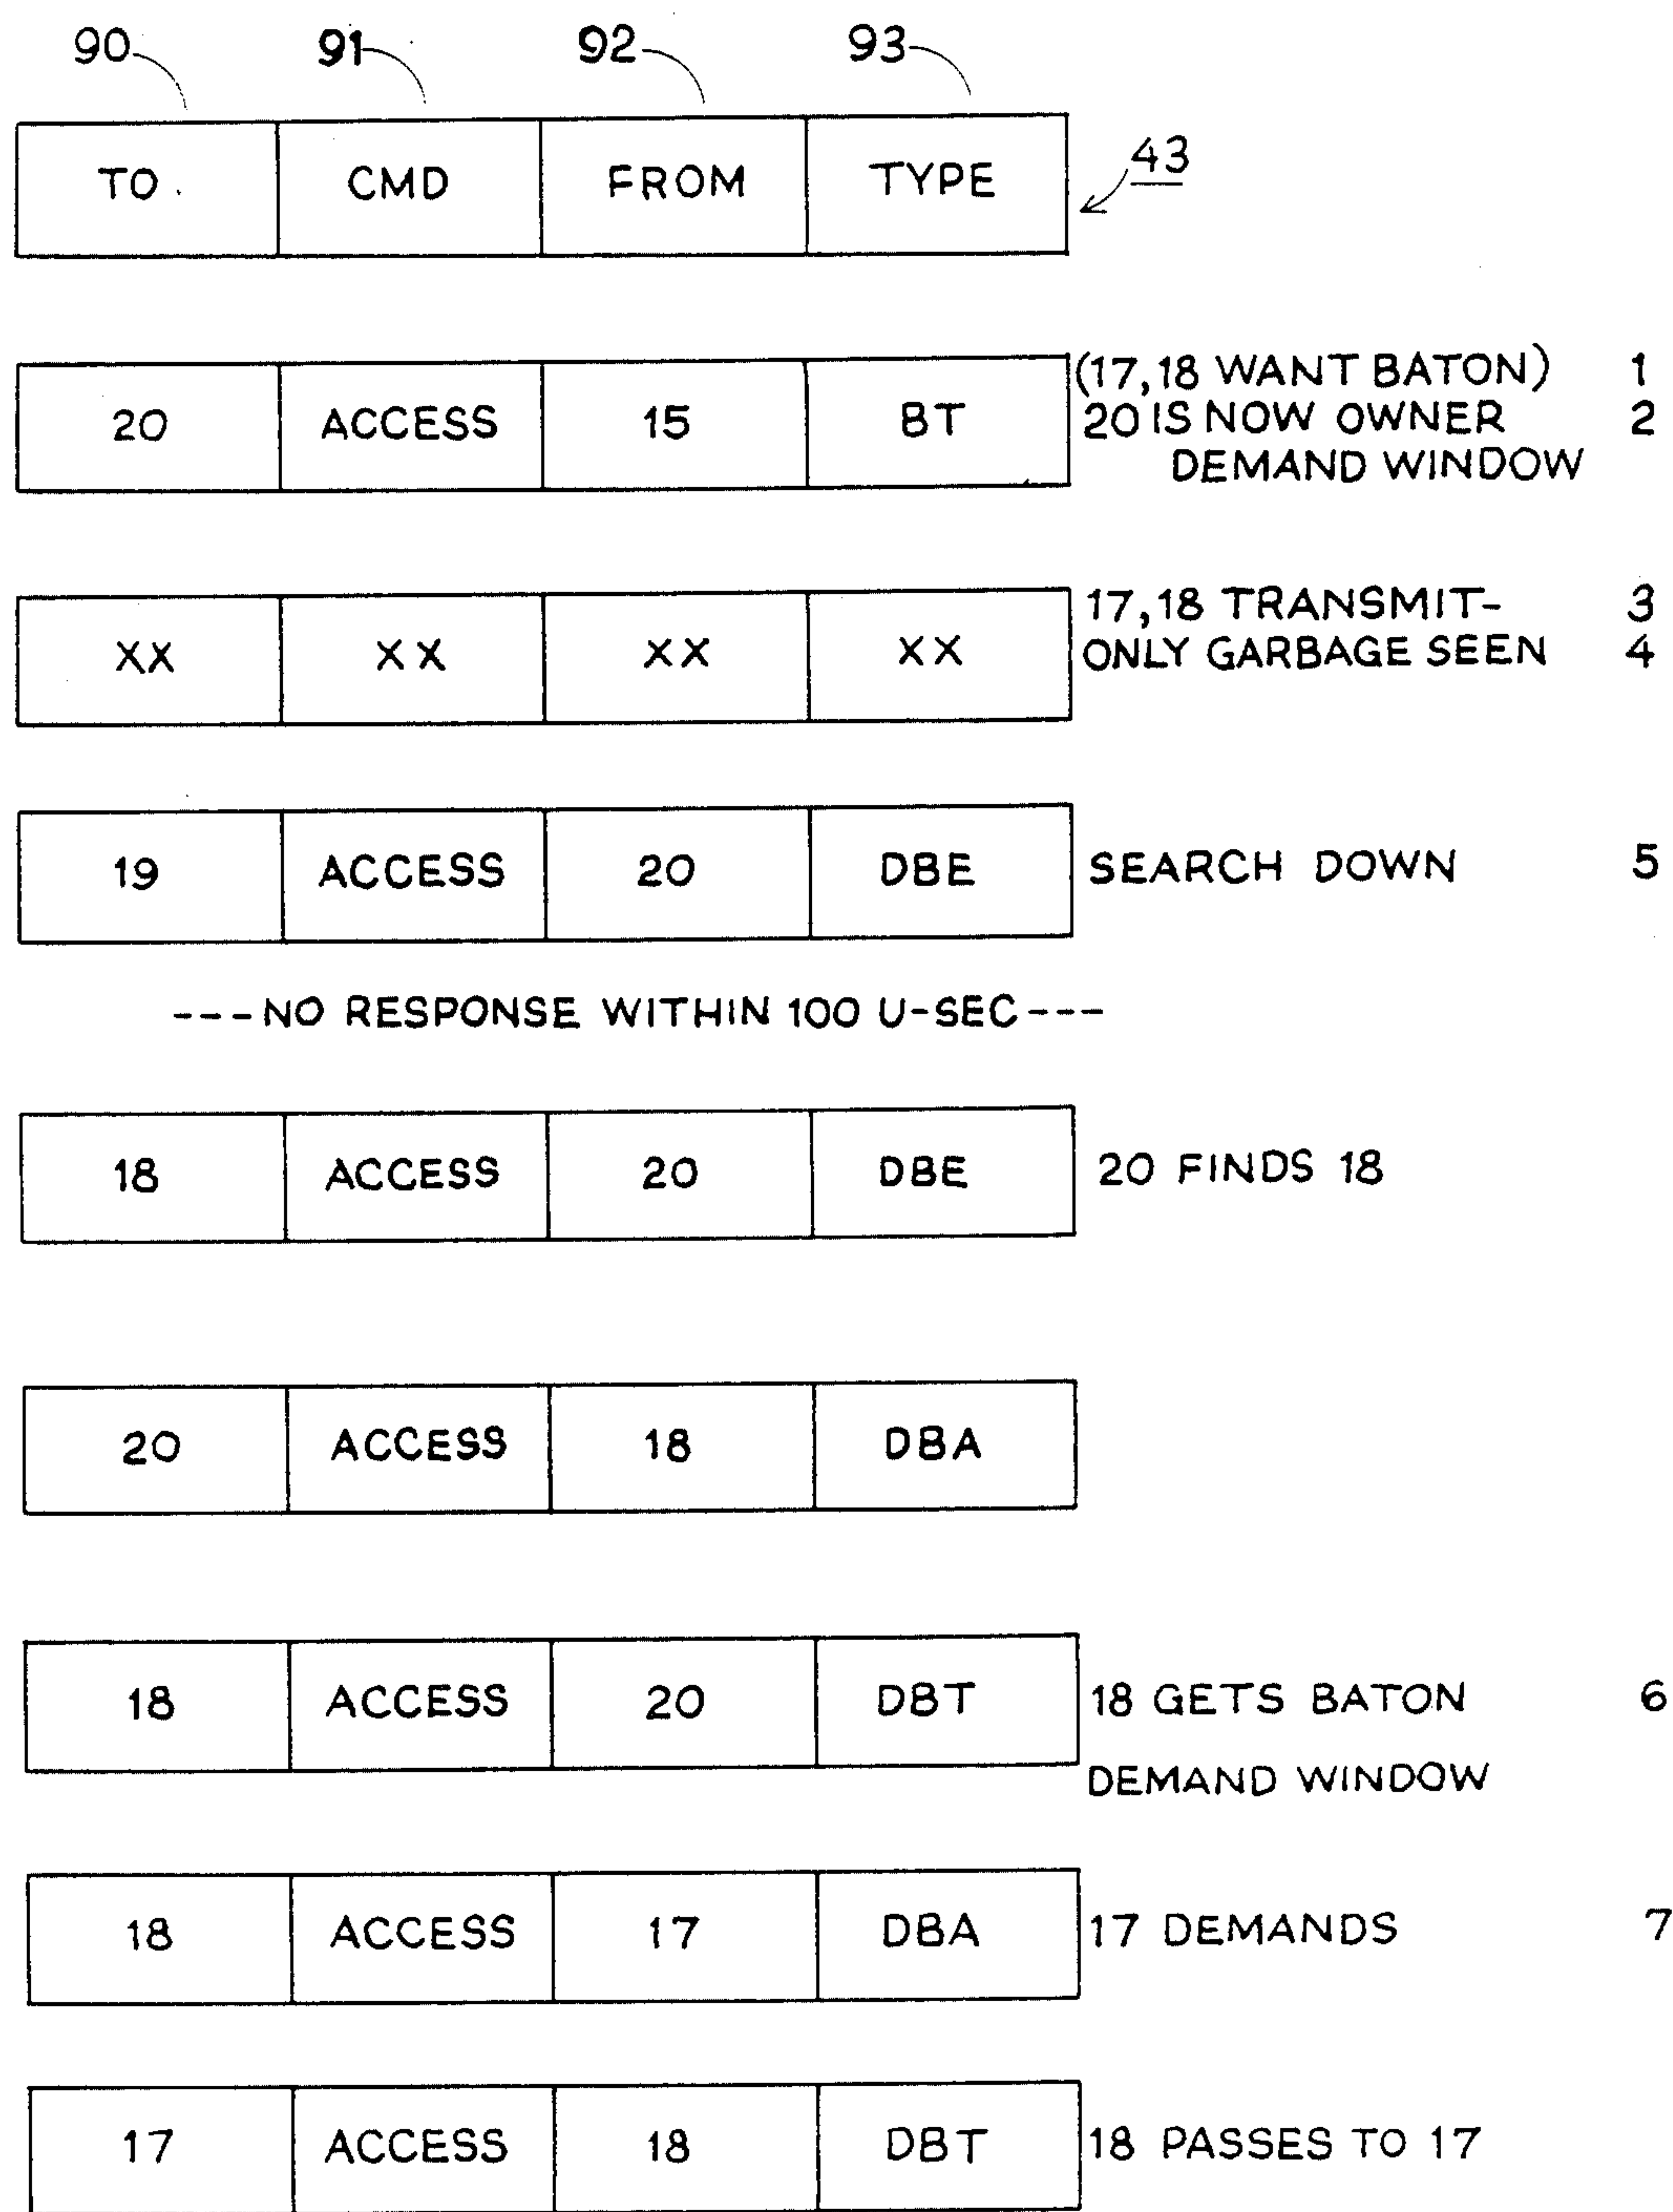 90 91 92 93
TO CMD FROM TYPE 43
(17,18 WANT BATON) 1
20 ACCESS 15 BT 20 IS NOW OWNER 2
DEMAND WINDOW
17,18 TRANSMIT- 3
XX XX XX XX ONLY GARBAGE SEEN 4
19 ACCESS 20 DBE SEARCH DOWN 5
---NO RESPONSE WITHIN 100 U-SEC---
18 ACCESS 20 DBE 20 FINDS 18
20 ACCESS 18 DBA
18 ACCESS 20 DBT 18 GETS BATON 6
DEMAND WINDOW
18 ACCESS 17 DBA 17 DEMANDS 7
17 ACCESS 18 DBT 18 PASSES TO 17